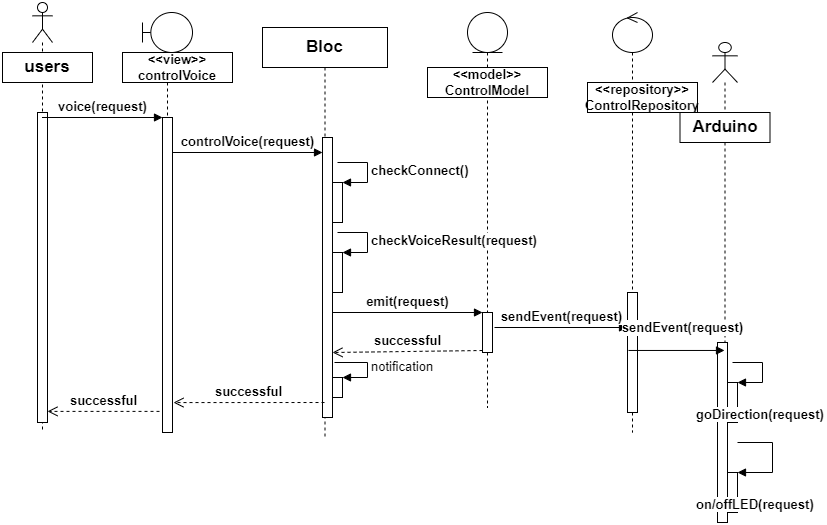 users
<<view>>
controlVoice
Bloc
<<model>>
ControlModel
<<repository>>
ControlRepository
Arduino
voice(request)
controlVoice(request)
checkConnect()
checkVoiceResult(request)
emit(request)
sendEvent(request)
sendEvent(request)
successful
notification
successful
successful
goDirection(request)
on/offLED(request)